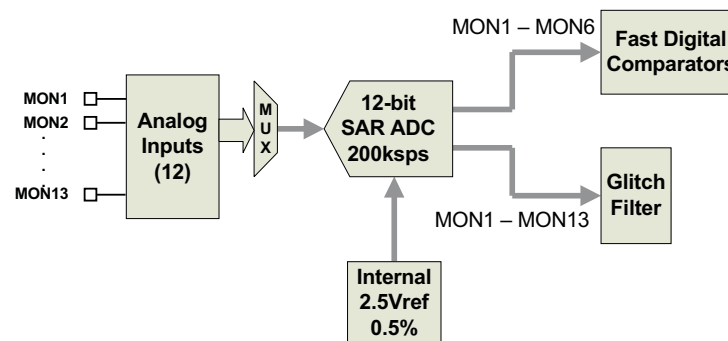 MON1
MON2
MON13
Analog
Inputs
(12)
MUX
12-bit
SAR ADC
200ksps
MON1 – MON6
Fast Digital
Comparators
MON1 – MON13
Glitch
Filter
Internal
2.5Vref
0.5%